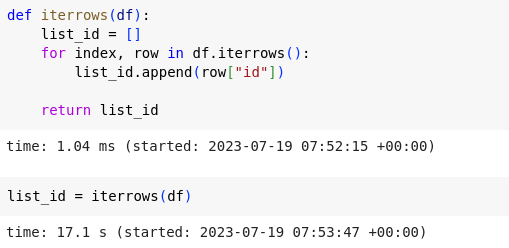 def iterrows(df):
    list_id = []
    for index, row in df.iterrows():
        list_id.append(row["id"])

    return list_id
time: 1.04 ms (started: 2023-07-19 07:52:15 +00:00)
list_id = iterrows(df)
time: 17.1 s (started: 2023-07-19 07:53:47 +00:00)